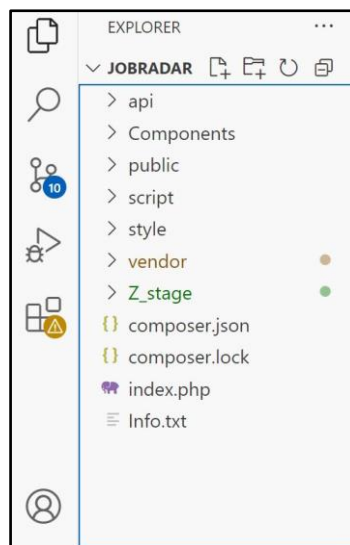 EXPLORER
JOBRADAR
api
Components
public
script
style
10
vendor
Z_stage
composer.json
composer.lock
index.php
Info.txt